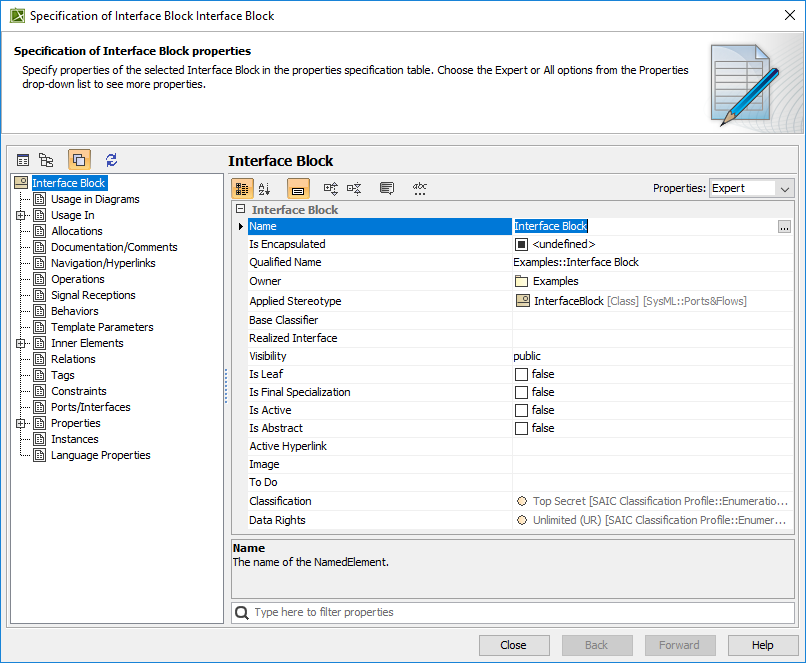 Specification of Interface Block Interface Block
Specification of Interface Block properties
Specify properties of the selected Interface Block in the properties specification table. Choose the Expert or All options from the Properties
drop-down list to see more properties.
Interface Block
Usage in Diagrams
Usage In
Allocations
Documentation/Comments
Navigation/Hyperlinks
Operations
Signal Receptions
Behaviors
Template Parameters
Inner Elements
Relations
Tags
Constraints
Ports/Interfaces
Properties
Instances
Language Properties
Interface Block
Properties: Expert
Interface Block
Name Interface Block ...
Is Encapsulated <undefined>
Qualified Name Examples::Interface Block
Owner Examples
Applied Stereotype InterfaceBlock [Class] [SysML::Ports&Flows]
Base Classifier
Realized Interface
Visibility public
Is Leaf false
Is Final Specialization false
Is Active false
Is Abstract false
Active Hyperlink
Image
To Do
Classification Top Secret [SAIC Classification Profile::Enumeratio...
Data Rights Unlimited (UR) [SAIC Classification Profile::Enumer...
Name
The name of the NamedElement.
Type here to filter properties
Close Back Forward Help